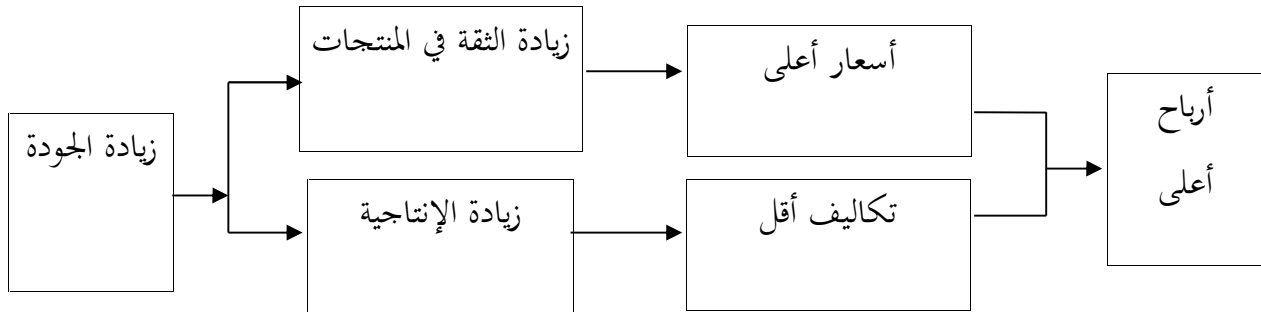 زيادة الجودة
زيادة الثقة في المنتجات
أسعار أعلى
زيادة الإنتاجية
تكاليف أقل
أرباح
أعلى